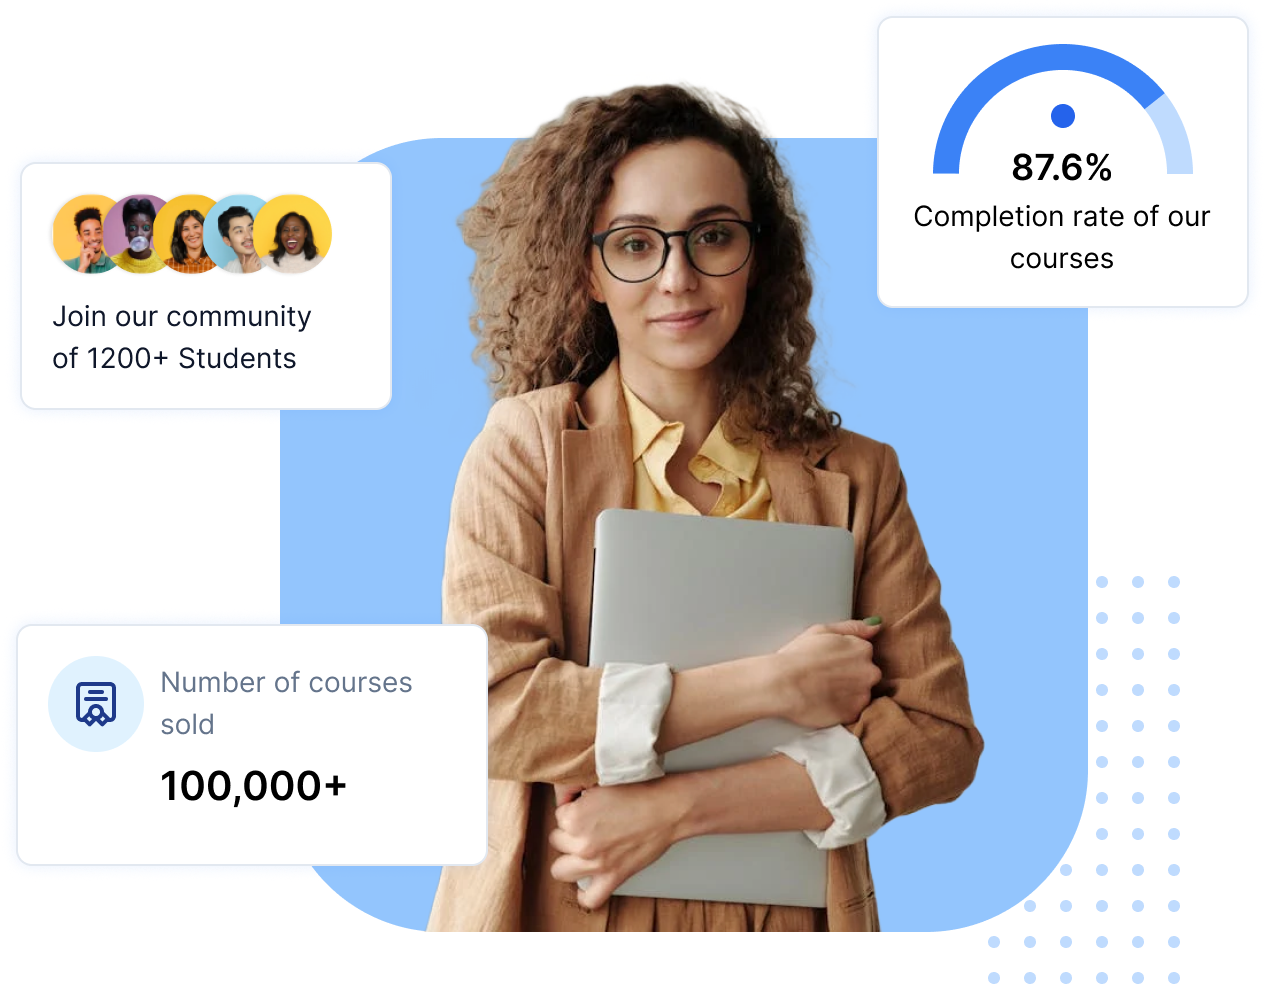 87.6%
Completion rate of our
courses
Join our community
of 1200+ Students
Number of courses
sold
100,000+